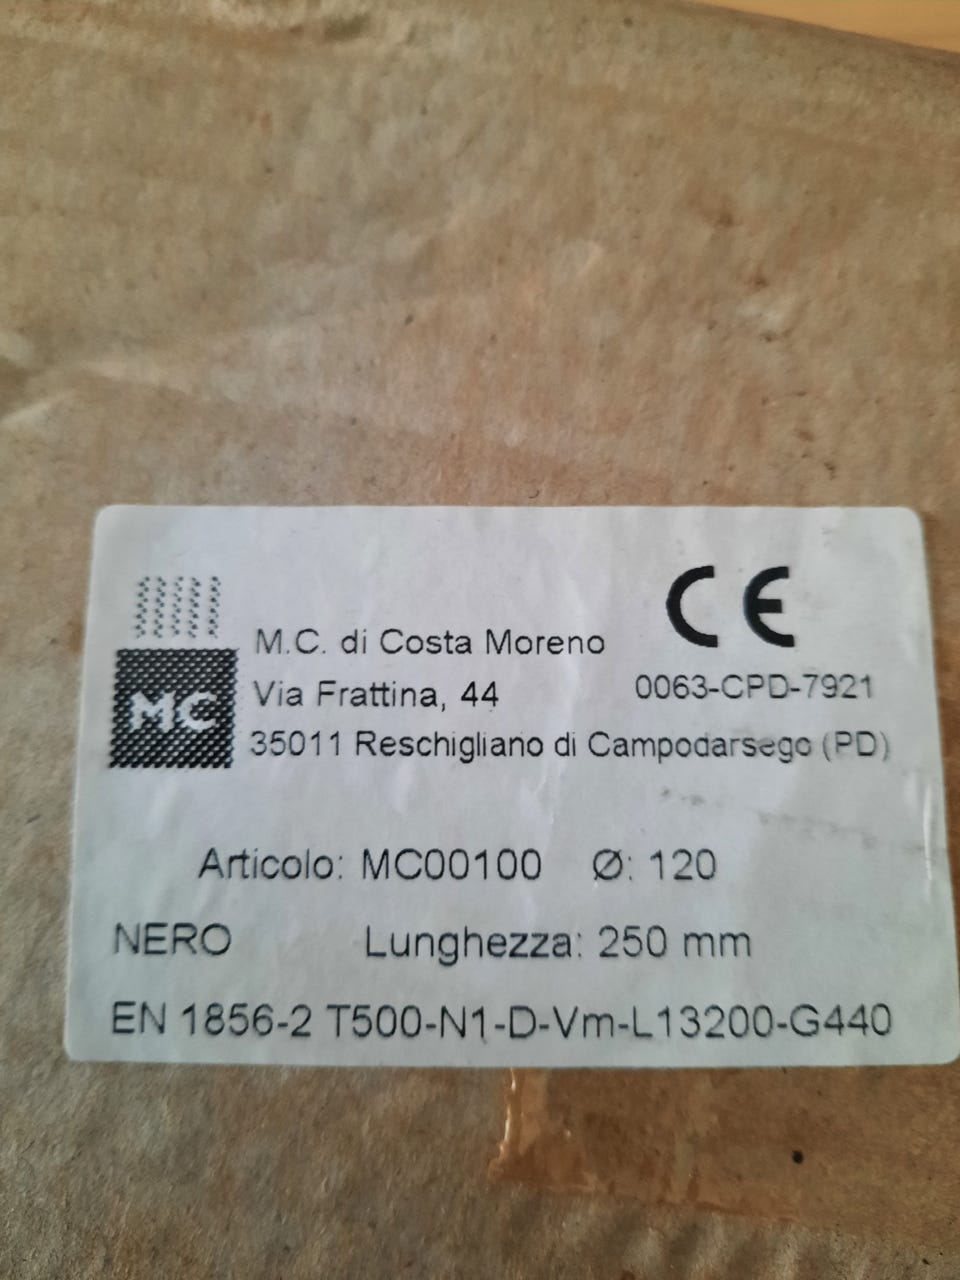 MC
M.C. di Costa Moreno
Via Frattina, 44
35011 Reschigliano di Campodarsego (PD)
CE
0063-CPD-7921
Articolo: MC00100 Ø: 120
NERO Lunghezza: 250 mm
EN 1856-2 T500-N1-D-Vm-L13200-G440